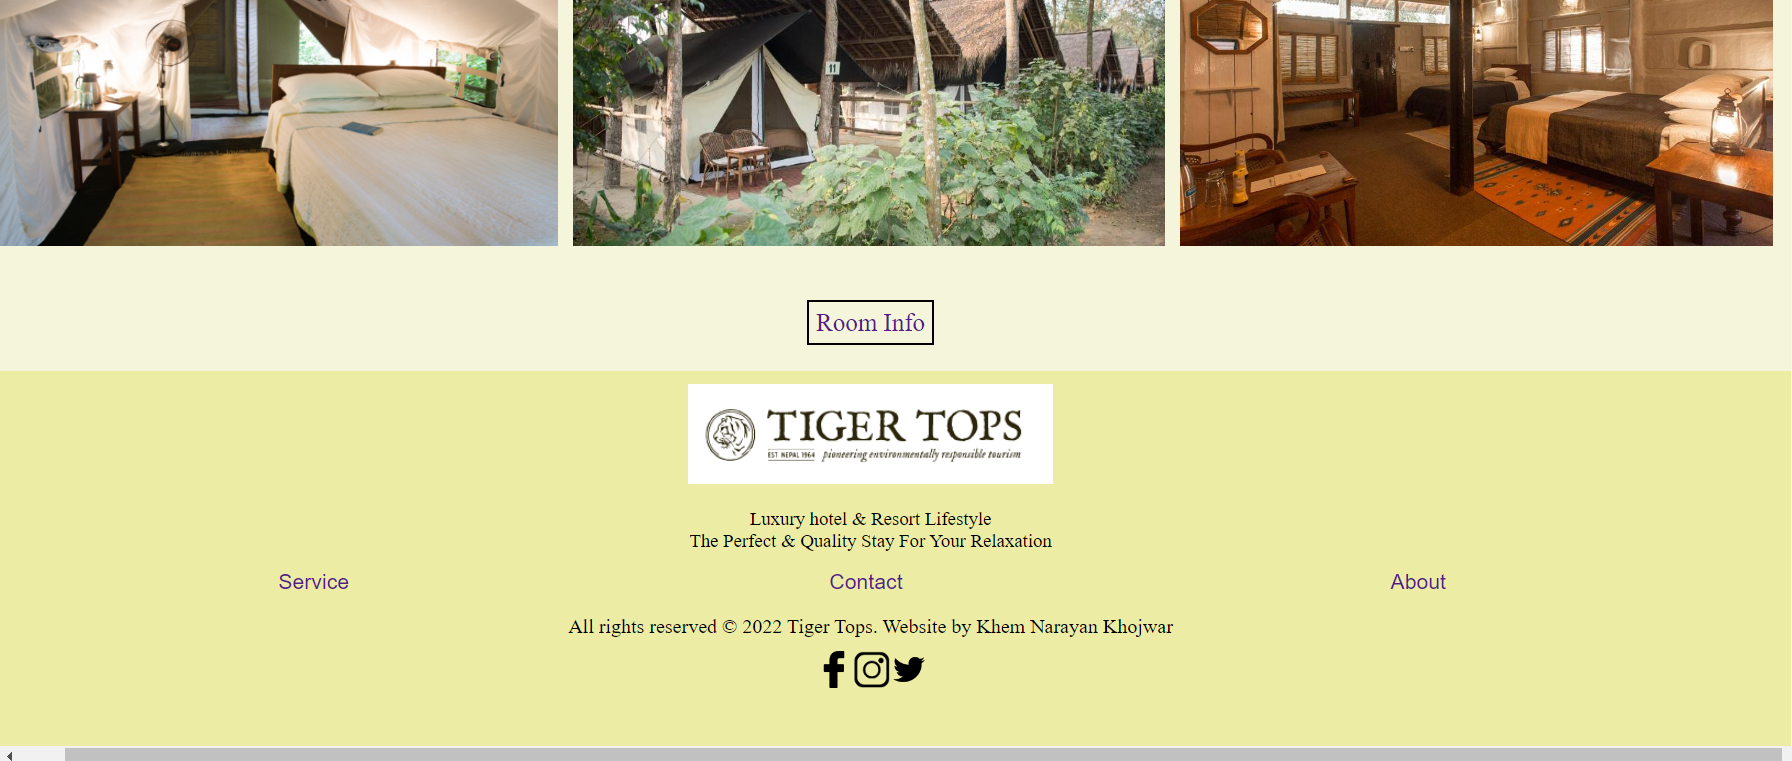 11
Room Info
TIGER TOPS
EST NEPAL 1964 pioneering environmentally responsible tourism
Luxury hotel & Resort Lifestyle
The Perfect & Quality Stay For Your Relaxation
Service Contact About
All rights reserved © 2022 Tiger Tops. Website by Khem Narayan Khojwar